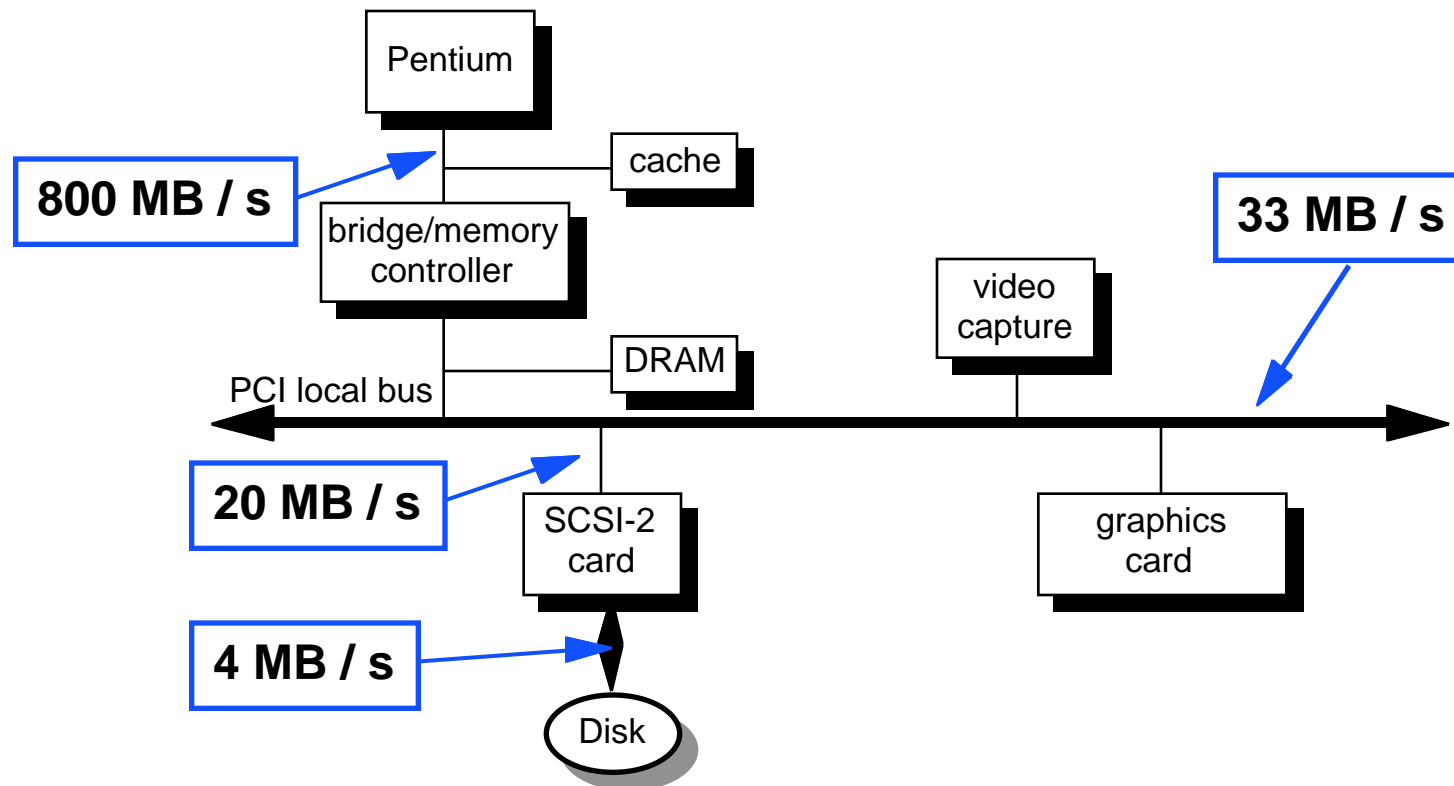 Pentium
cache
800 MB / s
33 MB / s
bridge/memory
controller
video
capture
DRAM
PCI local bus
20 MB / s
SCSI-2
card
graphics
card
4 MB / s
Disk